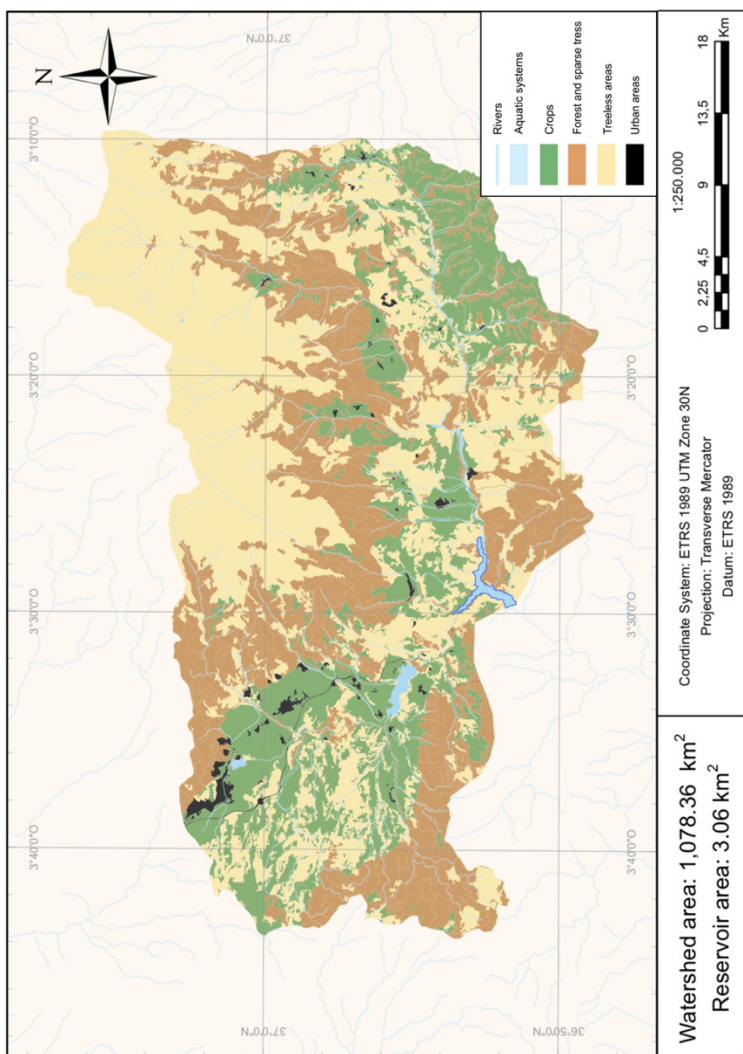 N
3°40'0"O
3°30'0"O
3°20'0"O
3°10'0"O
37°0'0"N
37°0'0"N
36°50'0"N
3°40'0"O
3°30'0"O
3°20'0"O
Rivers
Aquatic systems
Crops
Forest and sparse tress
Treeless areas
Urban areas
Watershed area: 1,078.36 km²
Reservoir area: 3.06 km²
Coordinate System: ETRS 1989 UTM Zone 30N
Projection: Transverse Mercator
Datum: ETRS 1989
1:250.000
0 2.25 4.5 9 13.5 18
Km